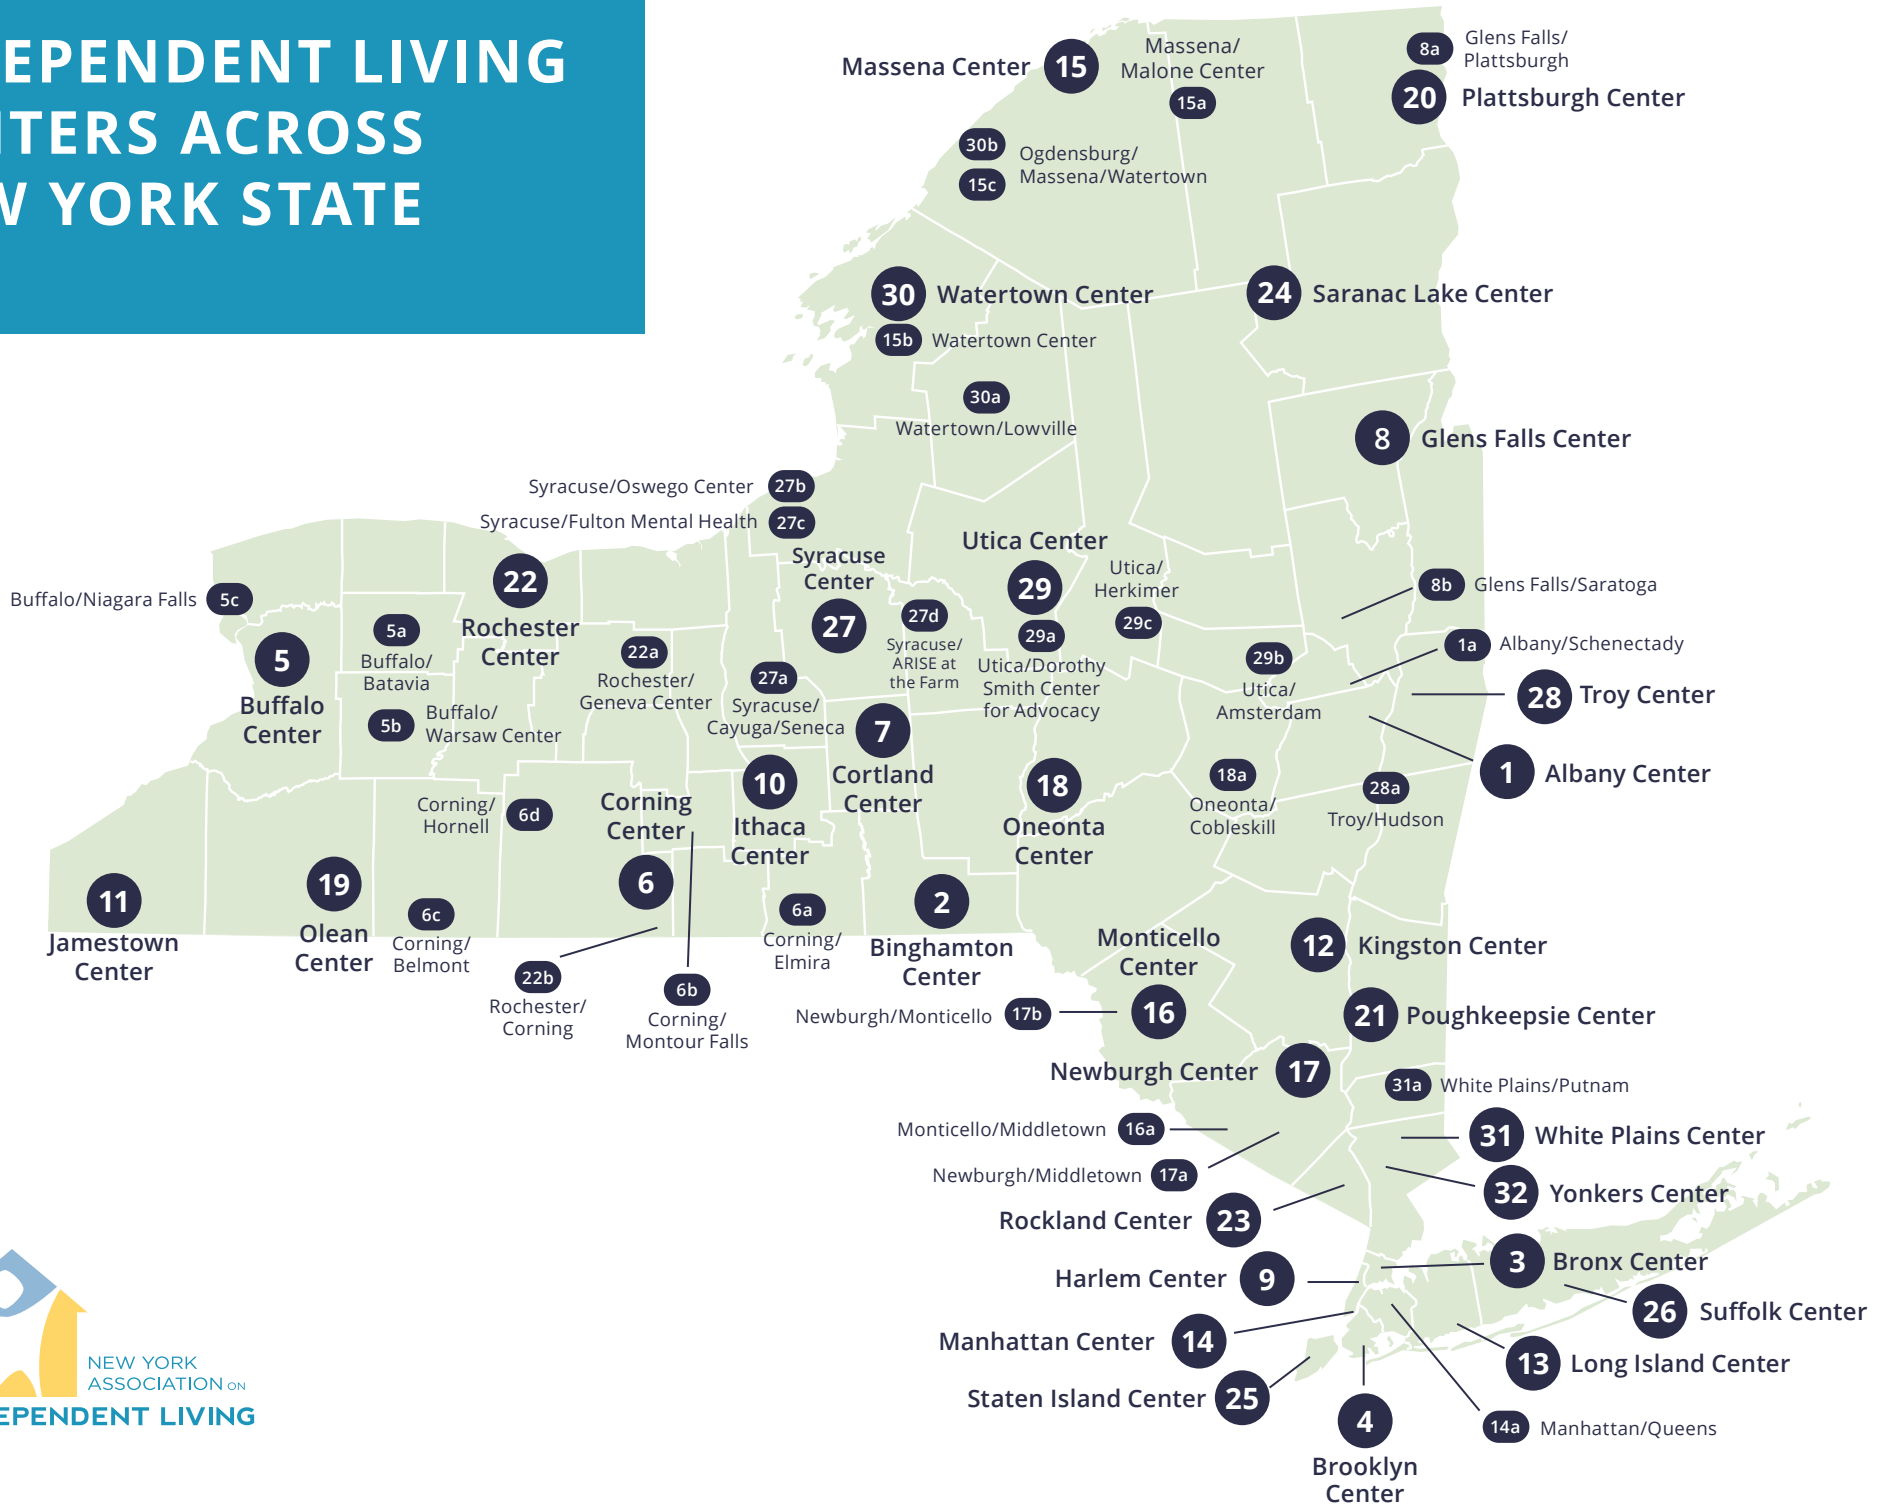 EPENDENT LIVING
TERS ACROSS
W YORK STATE
Massena Center 15
Massena/
Malone Center
15a
8a Glens Falls/
Plattsburgh
20 Plattsburgh Center
30b
15c
Ogdensburg/
Massena/Watertown
30 Watertown Center
15b Watertown Center
24 Saranac Lake Center
30a
Watertown/Lowville
8 Glens Falls Center
Syracuse/Oswego Center 27b
Syracuse/Fulton Mental Health 27c
Syracuse
Center
27
Utica Center
29
Utica/
Herkimer
29c
Buffalo/Niagara Falls 5c
22
Rochester
Center
8b Glens Falls/Saratoga
5
Buffalo
Center
5a
Buffalo/
Batavia
5b Buffalo/
Warsaw Center
22a
Rochester/
Geneva Center
27a
Syracuse/
Cayuga/Seneca
27d
Syracuse/
ARISE at
the Farm
29a
Utica/Dorothy
Smith Center
for Advocacy
29b
Utica/
Amsterdam
1a Albany/Schenectady
28 Troy Center
7
Cortland
Center
1 Albany Center
10
Ithaca
Center
18
Oneonta
Center
18a
Oneonta/
Cobleskill
28a
Troy/Hudson
Corning/
Hornell
6d
Corning
Center
6
11
Jamestown
Center
19
Olean
Center
6c
Corning/
Belmont
22b
Rochester/
Corning
6b
Corning/
Montour Falls
6a
Corning/
Elmira
2
Binghamton
Center
Monticello
Center
16
12 Kingston Center
Newburgh/Monticello 17b
21 Poughkeepsie Center
Newburgh Center 17
31a White Plains/Putnam
Monticello/Middletown 16a
31 White Plains Center
Newburgh/Middletown 17a
32 Yonkers Center
Rockland Center 23
Harlem Center 9
3 Bronx Center
26 Suffolk Center
Manhattan Center 14
13 Long Island Center
Staten Island Center 25
4
Brooklyn
Center
14a Manhattan/Queens
NEW YORK
ASSOCIATION ON
EPENDENT LIVING